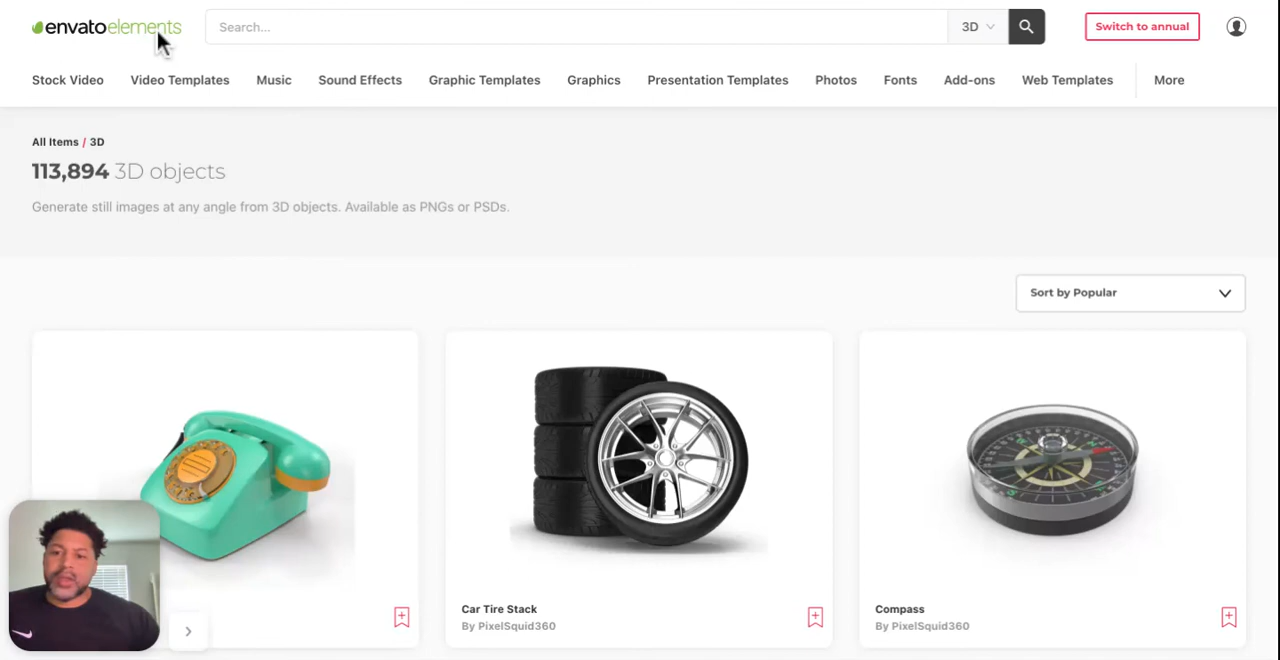 envatoelements
Search...
3D
Switch to annual
Stock Video
Video Templates
Music
Sound Effects
Graphic Templates
Graphics
Presentation Templates
Photos
Fonts
Add-ons
Web Templates
More
All Items / 3D
113,894 3D objects
Generate still images at any angle from 3D objects. Available as PNGs or PSDs.
Sort by Popular
Car Tire Stack
By PixelSquid360
Compass
By PixelSquid360